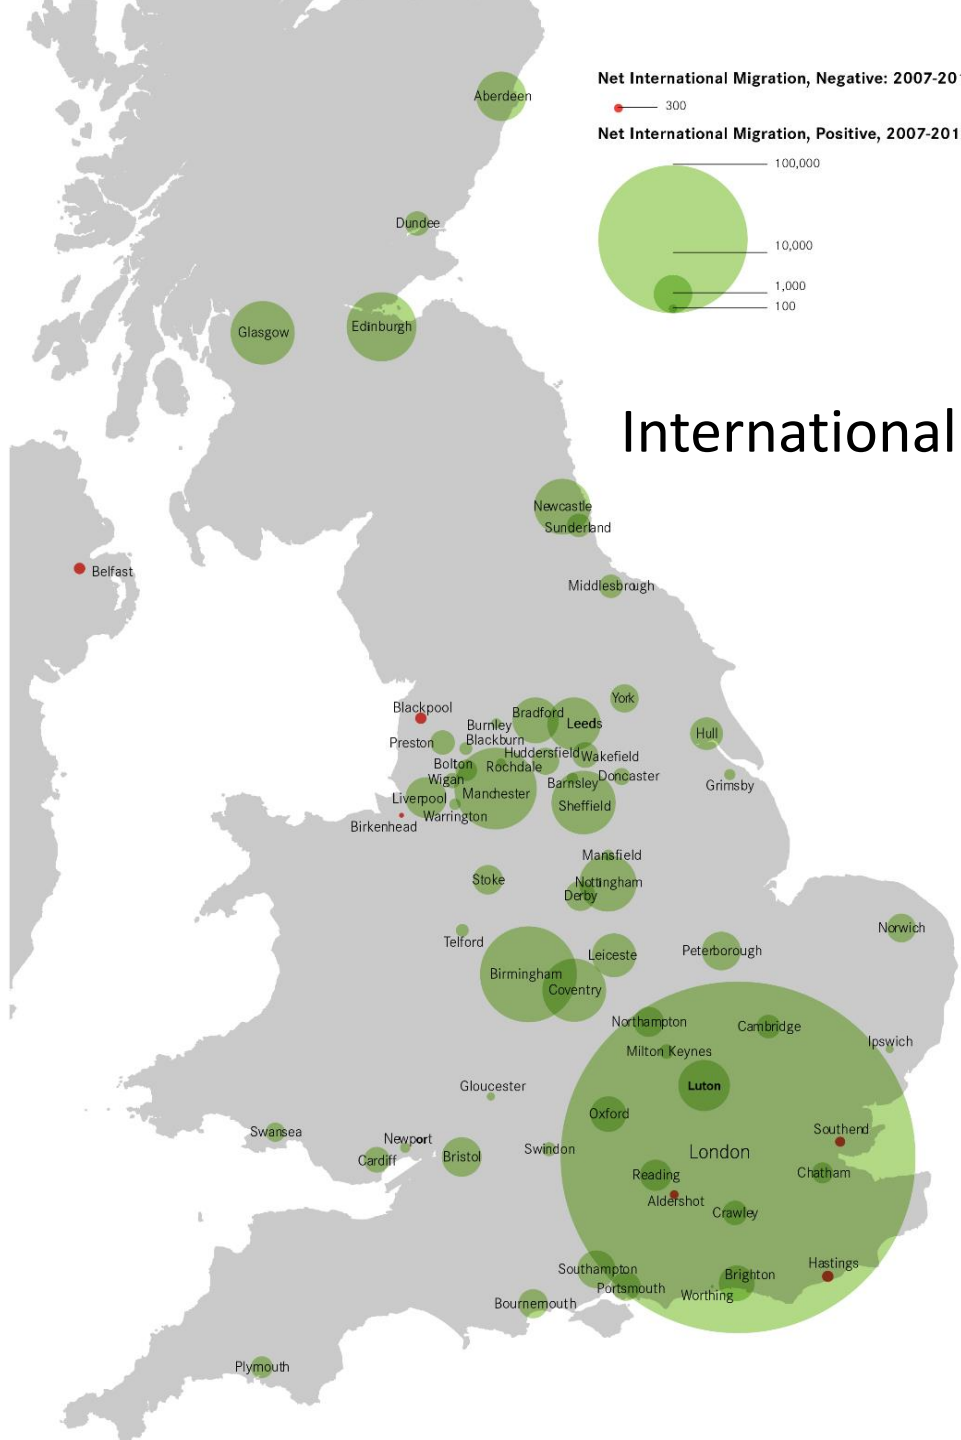 Net International Migration, Negative: 2007-20
300
Net International Migration, Positive, 2007-201
100,000
10,000
1,000
100
International
Aberdeen
Dundee
Glasgow
Edinburgh
Newcastle
Sunderland
Belfast
Middlesbrough
York
Blackpool
Bradford
Burnley
Leeds
Hull
Preston
Blackburn
Huddersfield
Wakefield
Bolton
Rochdale
Doncaster
Wigan
Barnsley
Grimsby
Liverpool
Manchester
Sheffield
Warrington
Birkenhead
Mansfield
Stoke
Nottingham
Derby
Norwich
Telford
Leiceste
Peterborough
Birmingham
Coventry
Northampton
Cambridge
Ipswich
Milton Keynes
Gloucester
Luton
Oxford
Southend
Swansea
Newport
Swindon
London
Cardiff
Bristol
Reading
Chatham
Aldershot
Crawley
Hastings
Southampton
Brighton
Portsmouth
Worthing
Bournemouth
Plymouth